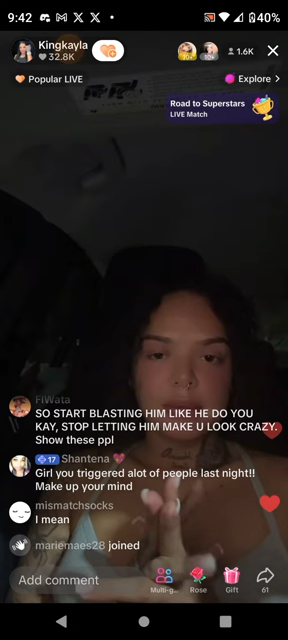 9:42
40%
Kingkayla
32.8K
1.6K
Popular LIVE
Explore >
Road to Superstars
LIVE Match
FIWata
SO START BLASTING HIM LIKE HE DO YOU
KAY, STOP LETTING HIM MAKE U LOOK CRAZY.
Show these ppl
17 Shantena
Girl you triggered alot of people last night!!
Make up your mind
mismatchsocks
I mean
mariemaes28 joined
Add comment
Multi-g...
Rose
Gift
61